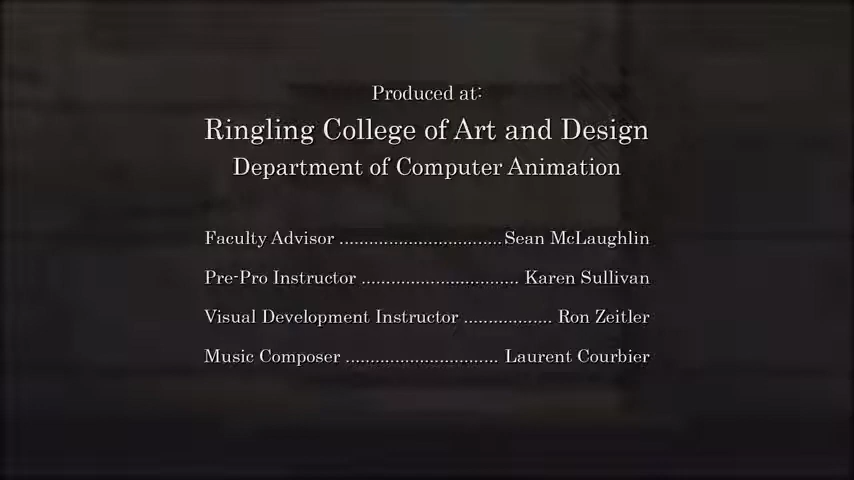 Produced at:
Ringling College of Art and Design
Department of Computer Animation
Faculty Advisor ................................. Sean McLaughlin
Pre-Pro Instructor ................................ Karen Sullivan
Visual Development Instructor .................. Ron Zeitler
Music Composer ............................... Laurent Courbier